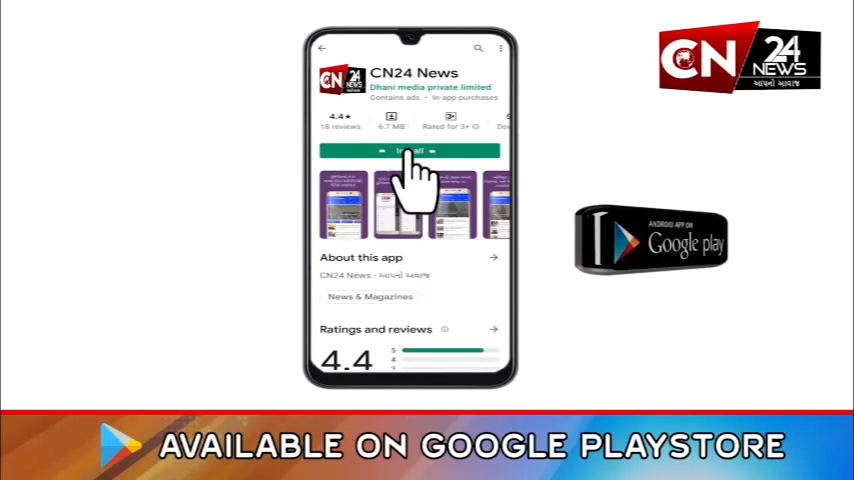 CN24 News
Dhani media private limited
Contains ads • In-app purchases
4.4★
18 reviews
6.7 MB
3+
Rated for 3+
About this app
CN24 News - આપનો અવાજ
News & Magazines
Ratings and reviews
4.4
5
4
3
CN
24
NEWS
આપનો અવાજ
ANDROID APP ON
Google play
AVAILABLE ON GOOGLE PLAYSTORE